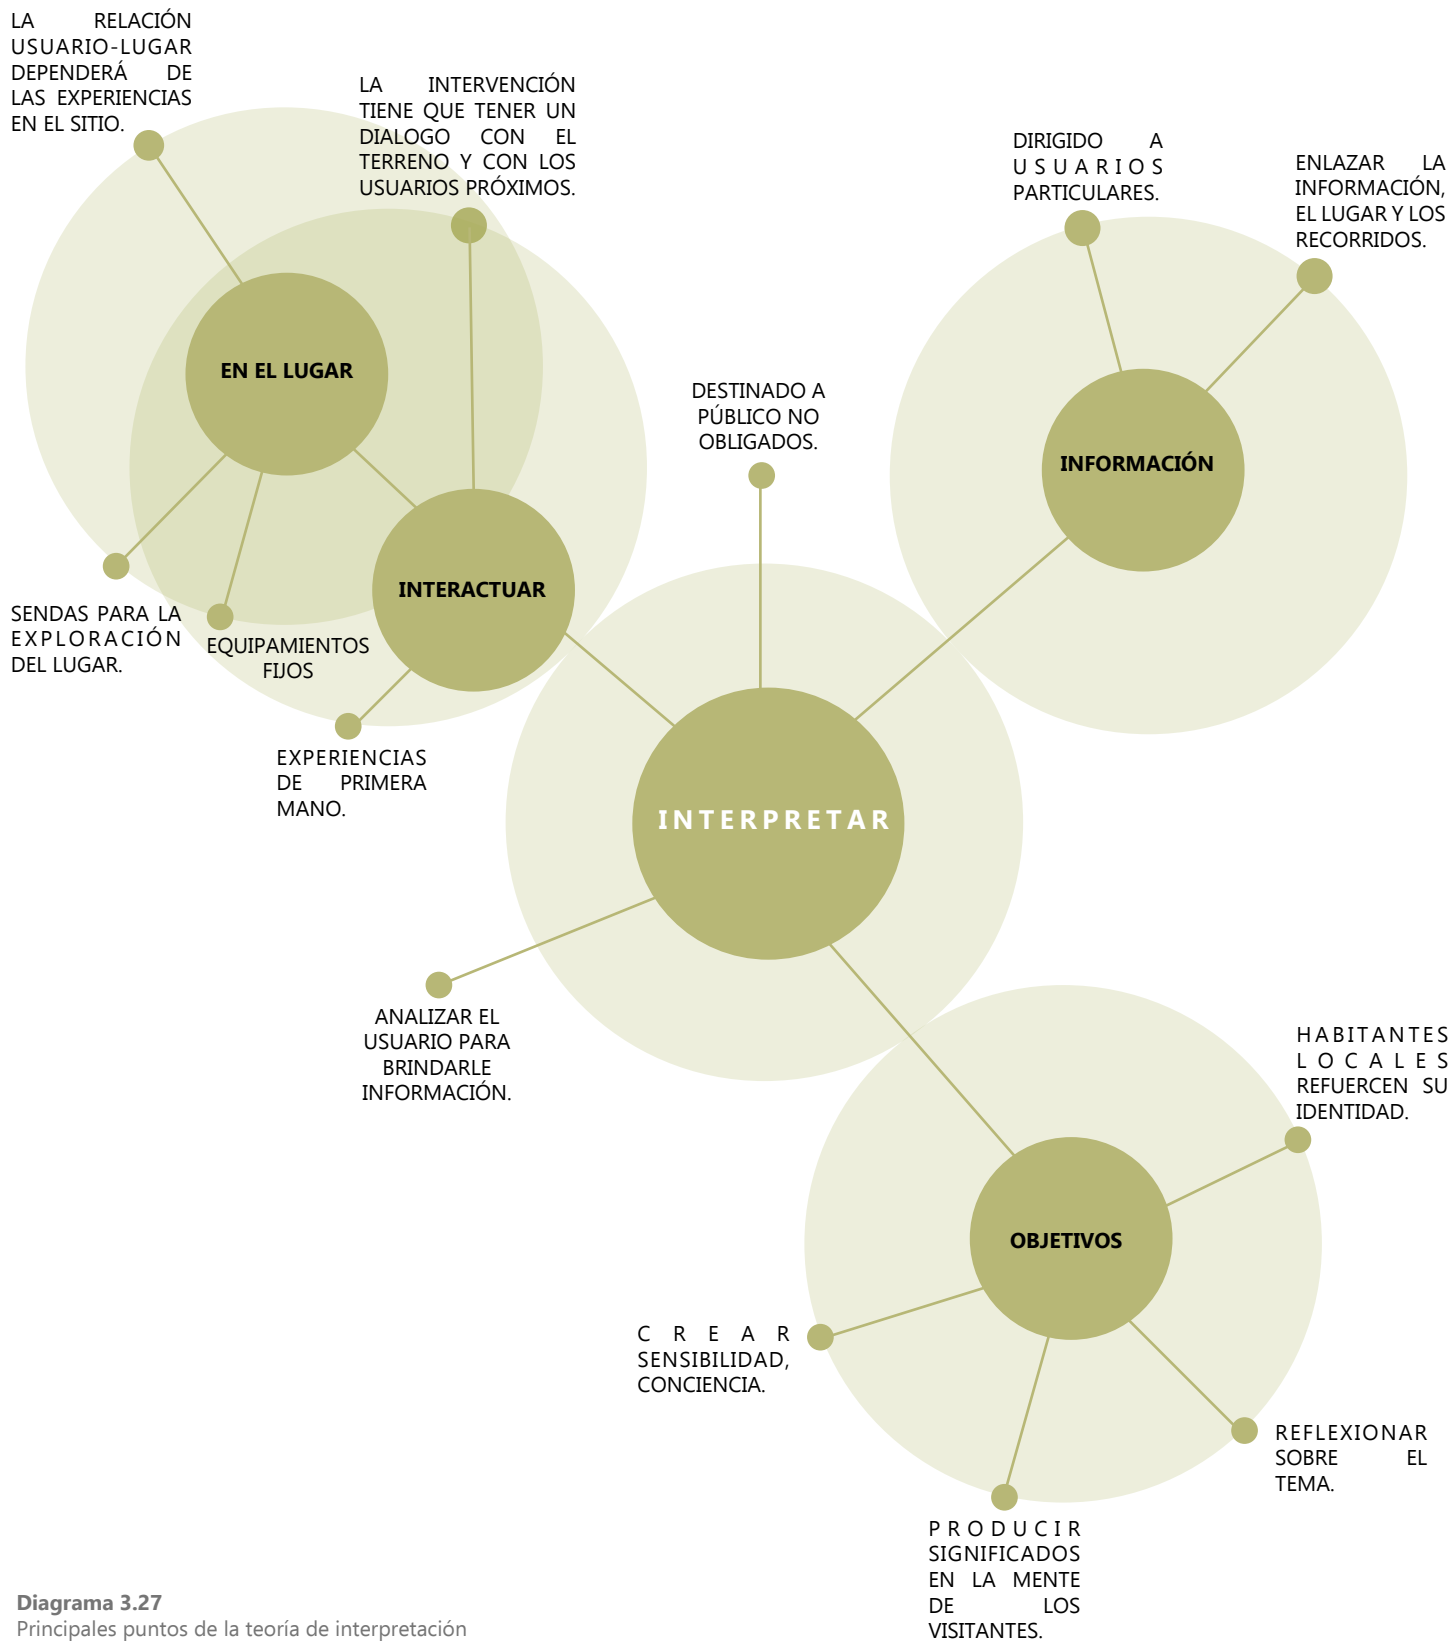 LA RELACIÓN
USUARIO-LUGAR
DEPENDERÁ DE
LAS EXPERIENCIAS
EN EL SITIO.
LA INTERVENCIÓN
TIENE QUE TENER UN
DIALOGO CON EL
TERRENO Y CON LOS
USUARIOS PRÓXIMOS.
DIRIGIDO A
USUARIOS
PARTICULARES.
ENLAZAR LA
INFORMACIÓN,
EL LUGAR Y LOS
RECORRIDOS.
EN EL LUGAR
DESTINADO A
PÚBLICO NO
OBLIGADOS.
INFORMACIÓN
INTERACTUAR
SENDAS PARA LA
EXPLORACIÓN
DEL LUGAR.
EQUIPAMIENTOS
FIJOS
EXPERIENCIAS
DE PRIMERA
MANO.
INTERPRETAR
ANALIZAR EL
USUARIO PARA
BRINDARLE
INFORMACIÓN.
HABITANTES
LOCALES
REFUERCEN SU
IDENTIDAD.
OBJETIVOS
CREAR
SENSIBILIDAD,
CONCIENCIA.
REFLEXIONAR
SOBRE EL
TEMA.
PRODUCIR
SIGNIFICADOS
EN LA MENTE
DE LOS
VISITANTES.
Diagrama 3.27
Principales puntos de la teoría de interpretación